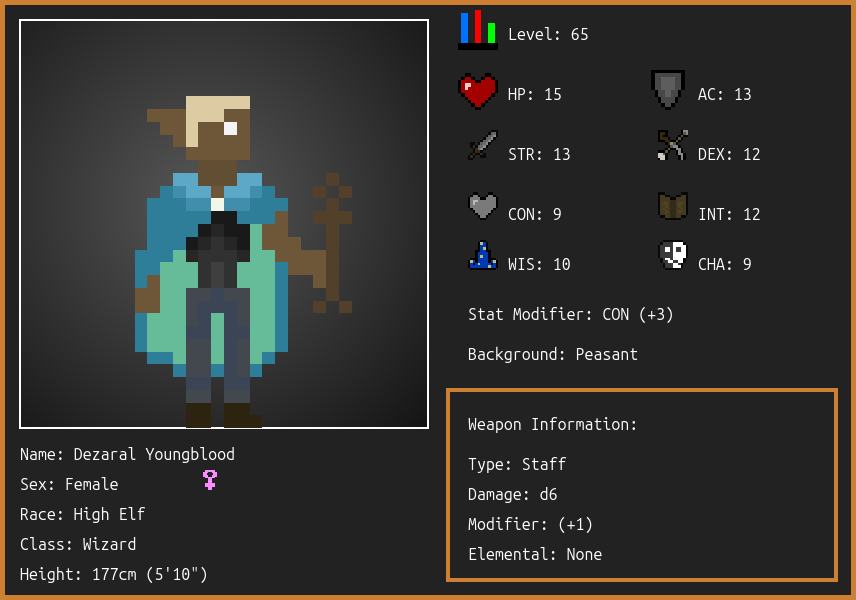 Level: 65
HP: 15
AC: 13
STR: 13
DEX: 12
CON: 9
INT: 12
WIS: 10
CHA: 9
Stat Modifier: CON (+3)
Background: Peasant
Weapon Information:
Type: Staff
Damage: d6
Modifier: (+1)
Elemental: None
Name: Dezaral Youngblood
Sex: Female
Race: High Elf
Class: Wizard
Height: 177cm (5'10")